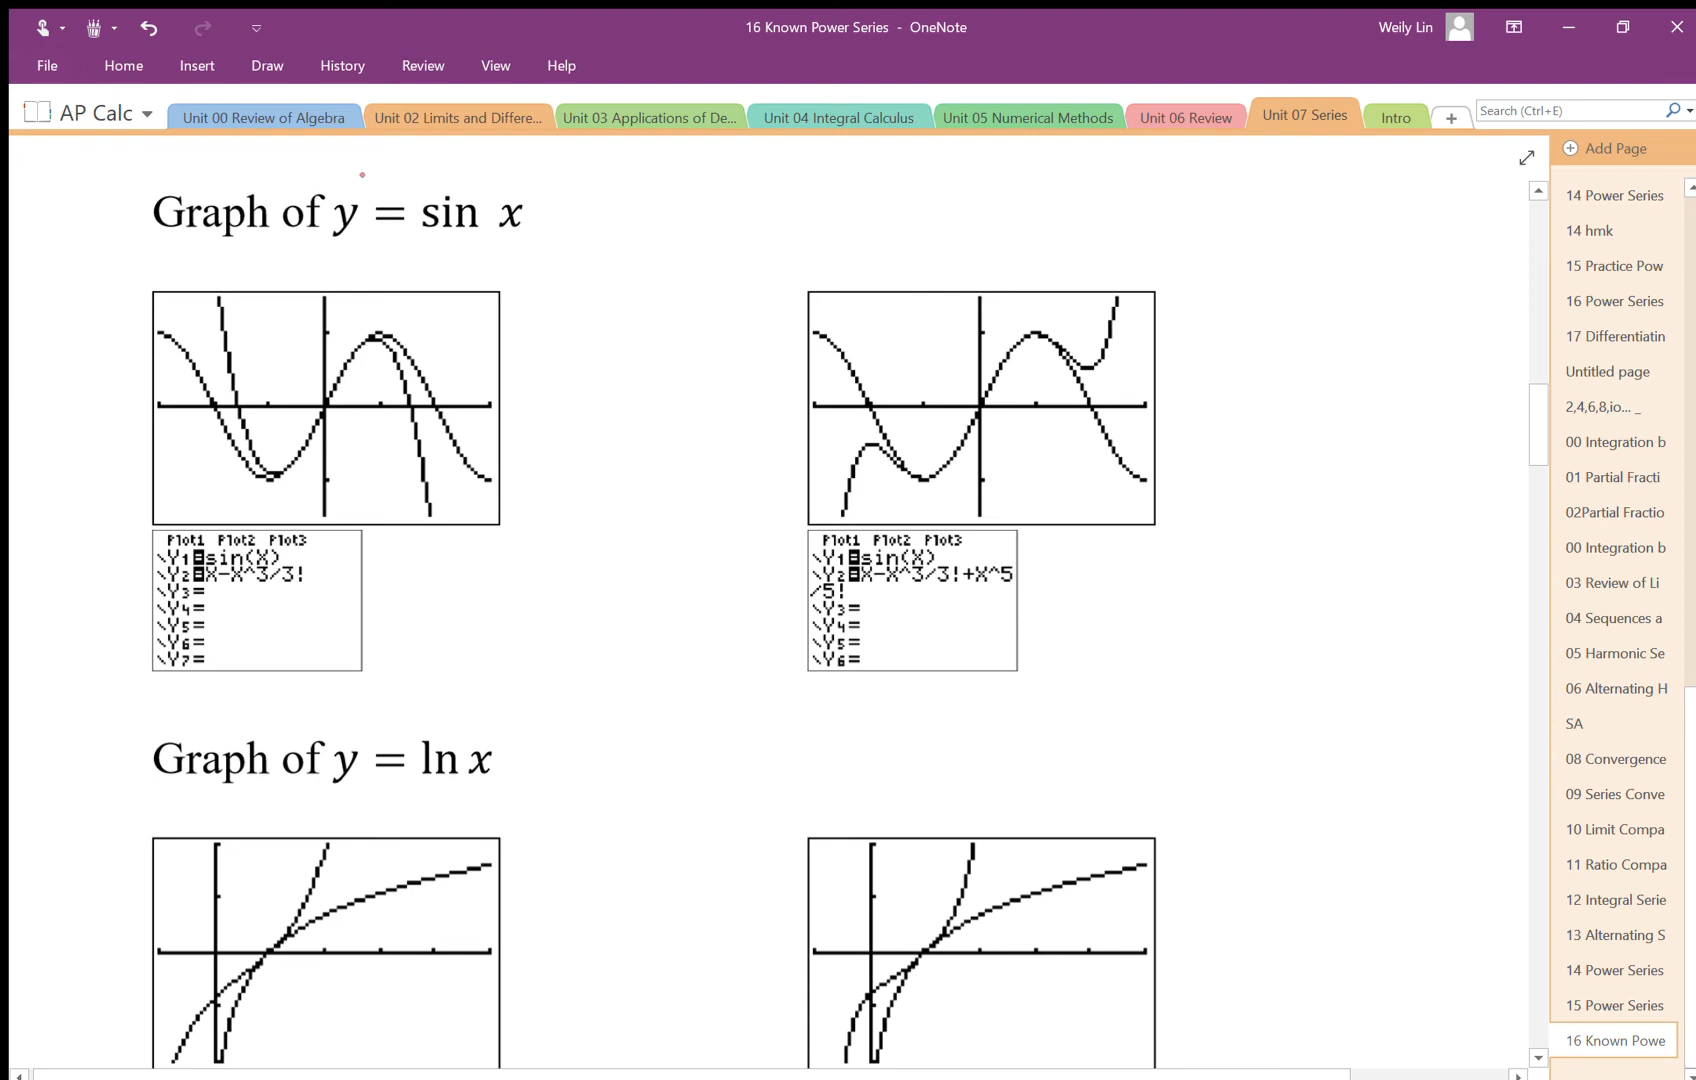 16 Known Power Series - OneNote
Weily Lin
File Home Insert Draw History Review View Help
AP Calc
Unit 00 Review of Algebra
Unit 02 Limits and Differe...
Unit 03 Applications of De...
Unit 04 Integral Calculus
Unit 05 Numerical Methods
Unit 06 Review
Unit 07 Series
Intro
+
Search (Ctrl+E)
Graph of y = sin x
Plot1 Plot2 Plot3
\Y1=sin(X)
\Y2=X-X^3/3!
\Y3=
\Y4=
\Y5=
\Y6=
\Y7=
Plot1 Plot2 Plot3
\Y1=sin(X)
\Y2=X-X^3/3!+X^5
/5!
\Y3=
\Y4=
\Y5=
\Y6=
Graph of y = ln x
Add Page
14 Power Series
14 hmk
15 Practice Pow
16 Power Series
17 Differentiatin
Untitled page
2,4,6,8,io... _
00 Integration b
01 Partial Fracti
02Partial Fractio
00 Integration b
03 Review of Li
04 Sequences a
05 Harmonic Se
06 Alternating H
SA
08 Convergence
09 Series Conve
10 Limit Compa
11 Ratio Compa
12 Integral Serie
13 Alternating S
14 Power Series
15 Power Series
16 Known Powe